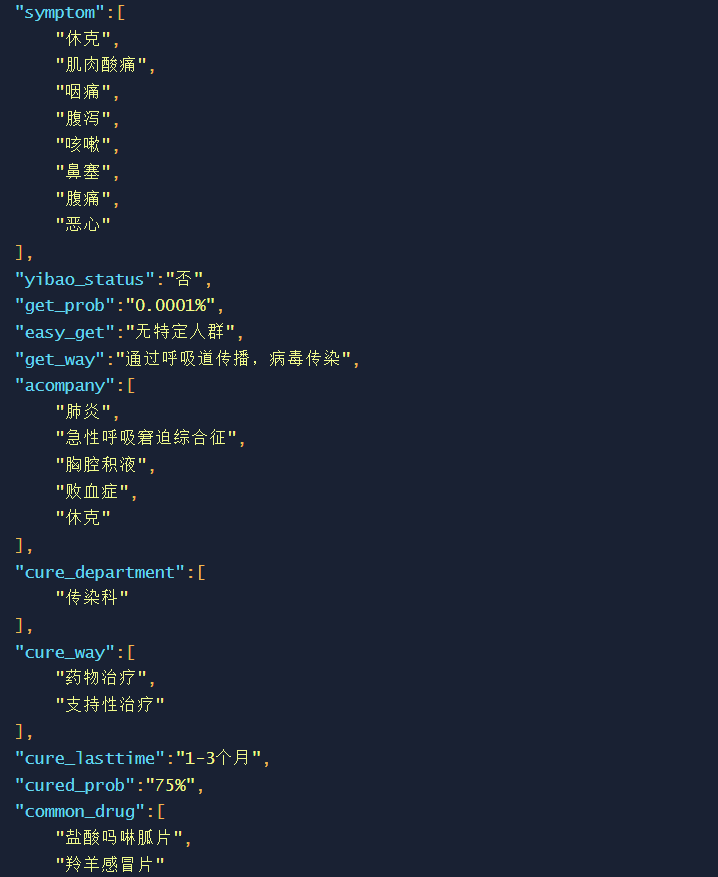 "symptom":[
"休克",
"肌肉酸痛",
"咽痛",
"腹泻",
"咳嗽",
"鼻塞",
"腹痛",
"恶心"
],
"yibao_status":"否",
"get_prob":"0.0001%",
"easy_get":"无特定人群",
"get_way":"通过呼吸道传播，病毒传染",
"acompany":[
"肺炎",
"急性呼吸窘迫综合征",
"胸腔积液",
"败血症",
"休克"
],
"cure_department":[
"传染科"
],
"cure_way":[
"药物治疗",
"支持性治疗"
],
"cure_lasttime":"1-3个月",
"cured_prob":"75%",
"common_drug":[
"盐酸吗啉胍片",
"羚羊感冒片"